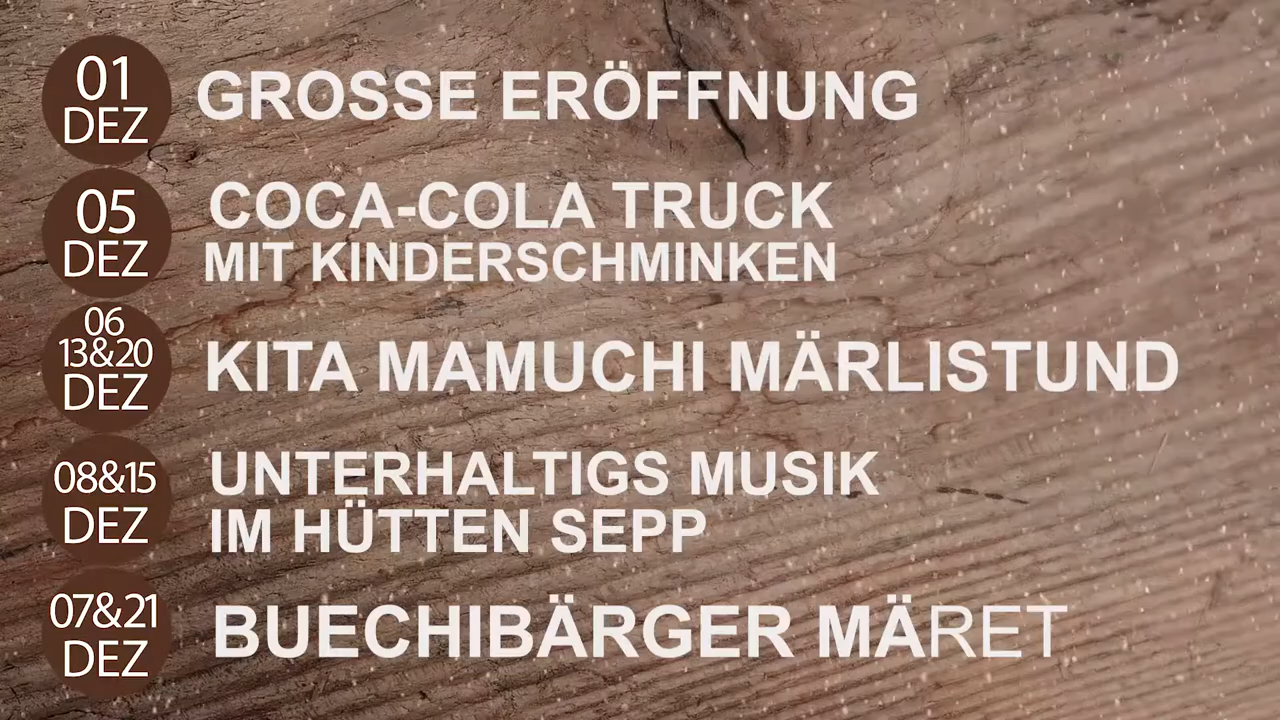 01
DEZ
GROSSE ERÖFFNUNG
05
DEZ
COCA-COLA TRUCK
MIT KINDERSCHMINKEN
06
13&20
DEZ
KITA MAMUCHI MÄRLISTUND
08&15
DEZ
UNTERHALTIGS MUSIK
IM HÜTTEN SEPP
07&21
DEZ
BUECHIBÄRGER MÄRET